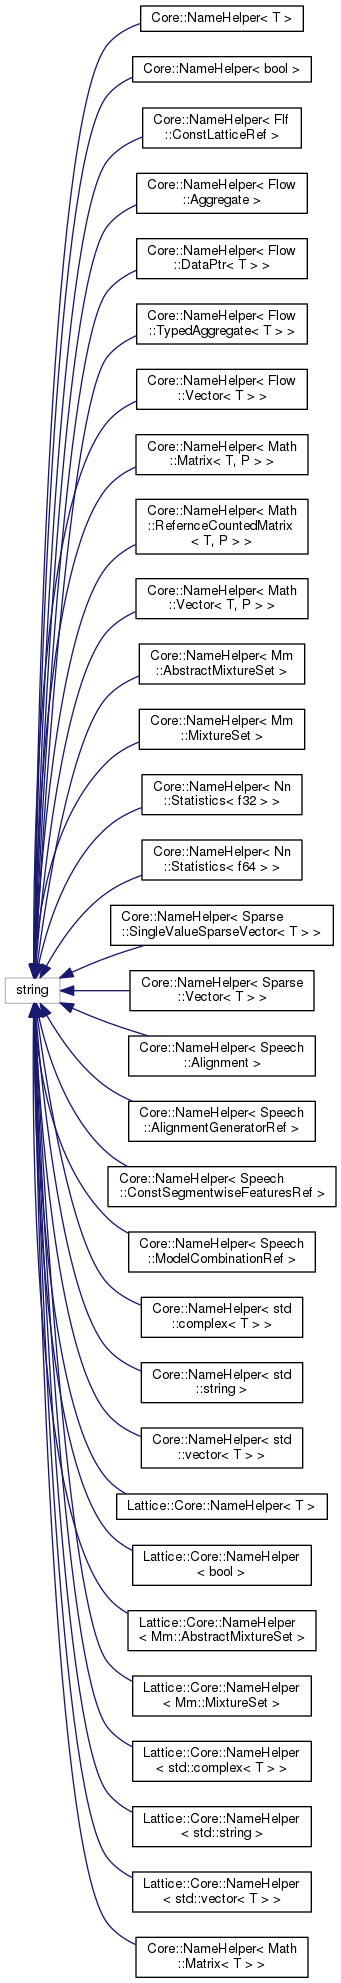 Core::NameHelper< T >
Core::NameHelper< bool >
Core::NameHelper< Flf
::ConstLatticeRef >
Core::NameHelper< Flow
::Aggregate >
Core::NameHelper< Flow
::DataPtr< T > >
Core::NameHelper< Flow
::TypedAggregate< T > >
Core::NameHelper< Flow
::Vector< T > >
Core::NameHelper< Math
::Matrix< T, P > >
Core::NameHelper< Math
::RefernceCountedMatrix
< T, P > >
Core::NameHelper< Math
::Vector< T, P > >
Core::NameHelper< Mm
::AbstractMixtureSet >
Core::NameHelper< Mm
::MixtureSet >
Core::NameHelper< Nn
::Statistics< f32 > >
Core::NameHelper< Nn
::Statistics< f64 > >
Core::NameHelper< Sparse
::SingleValueSparseVector< T > >
string
Core::NameHelper< Sparse
::Vector< T > >
Core::NameHelper< Speech
::Alignment >
Core::NameHelper< Speech
::AlignmentGeneratorRef >
Core::NameHelper< Speech
::ConstSegmentwiseFeaturesRef >
Core::NameHelper< Speech
::ModelCombinationRef >
Core::NameHelper< std
::complex< T > >
Core::NameHelper< std
::string >
Core::NameHelper< std
::vector< T > >
Lattice::Core::NameHelper< T >
Lattice::Core::NameHelper
< bool >
Lattice::Core::NameHelper
< Mm::AbstractMixtureSet >
Lattice::Core::NameHelper
< Mm::MixtureSet >
Lattice::Core::NameHelper
< std::complex< T > >
Lattice::Core::NameHelper
< std::string >
Lattice::Core::NameHelper
< std::vector< T > >
Core::NameHelper< Math
::Matrix< T > >